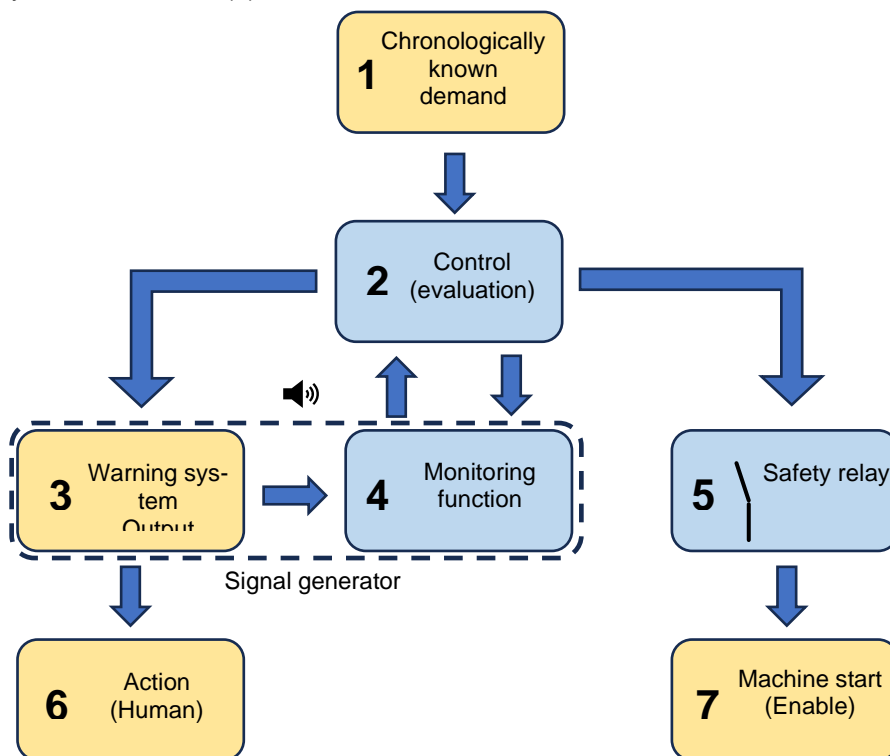 1 Chronologically
known
demand
2 Control
(evaluation)
3 Warning sys-
tem
Output
4 Monitoring
function
5 Safety relay
Signal generator
6 Action
(Human)
7 Machine start
(Enable)